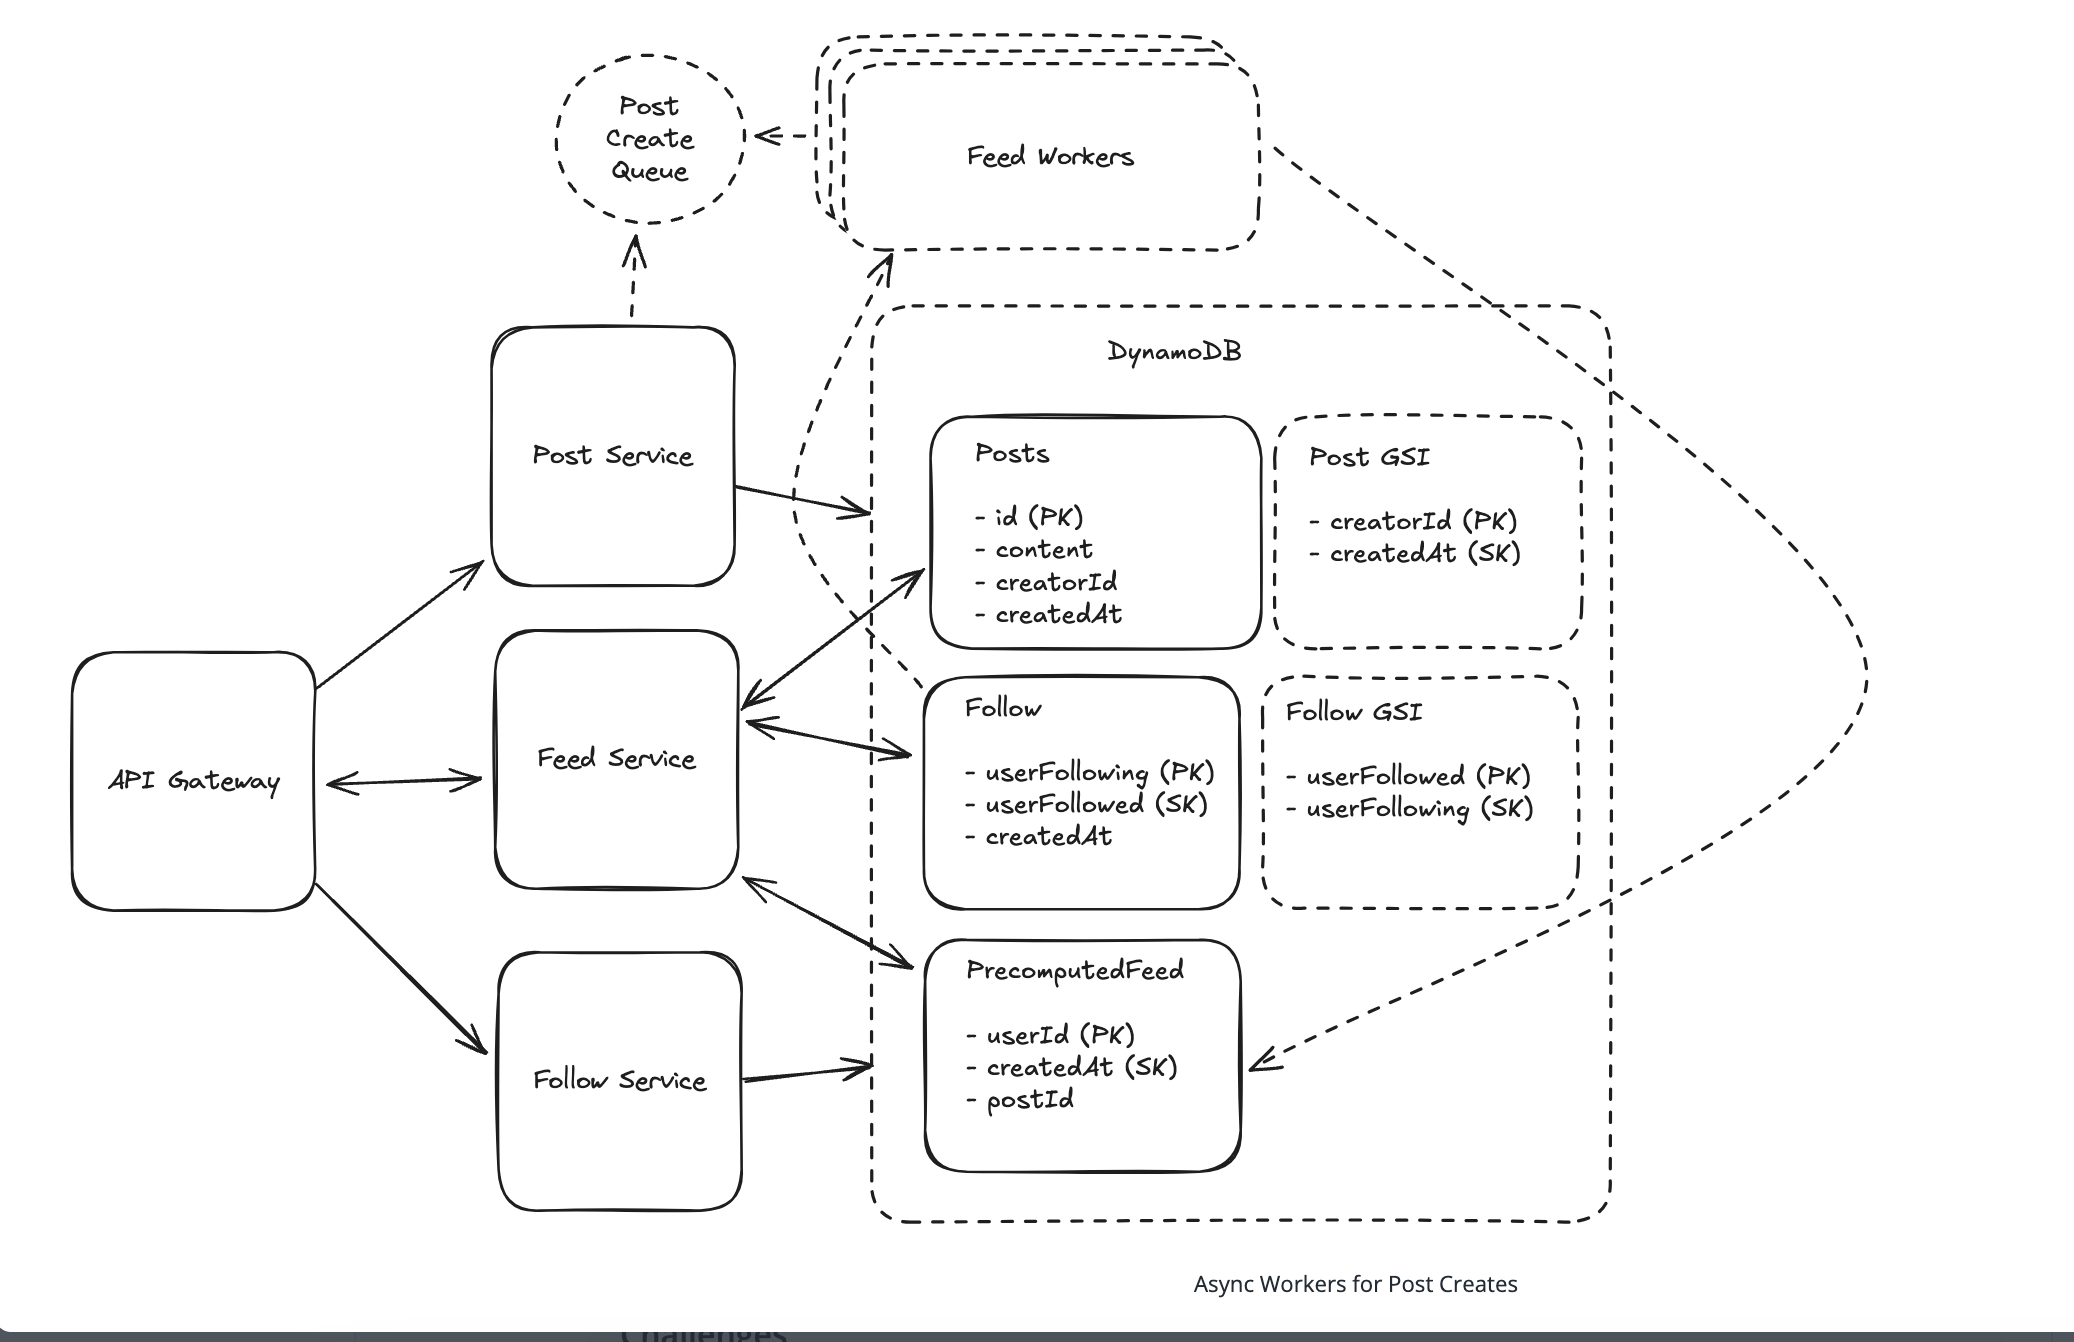 Post
Create
Queue
Feed Workers
DynamoDB
Post Service
Posts
- id (PK)
- content
- creatorId
- createdAt
Post GSI
- creatorId (PK)
- createdAt (SK)
API Gateway
Feed Service
Follow
- userFollowing (PK)
- userFollowed (SK)
- createdAt
Follow GSI
- userFollowed (PK)
- userFollowing (SK)
Follow Service
PrecomputedFeed
- userId (PK)
- createdAt (SK)
- postId
Async Workers for Post Creates
Challenges